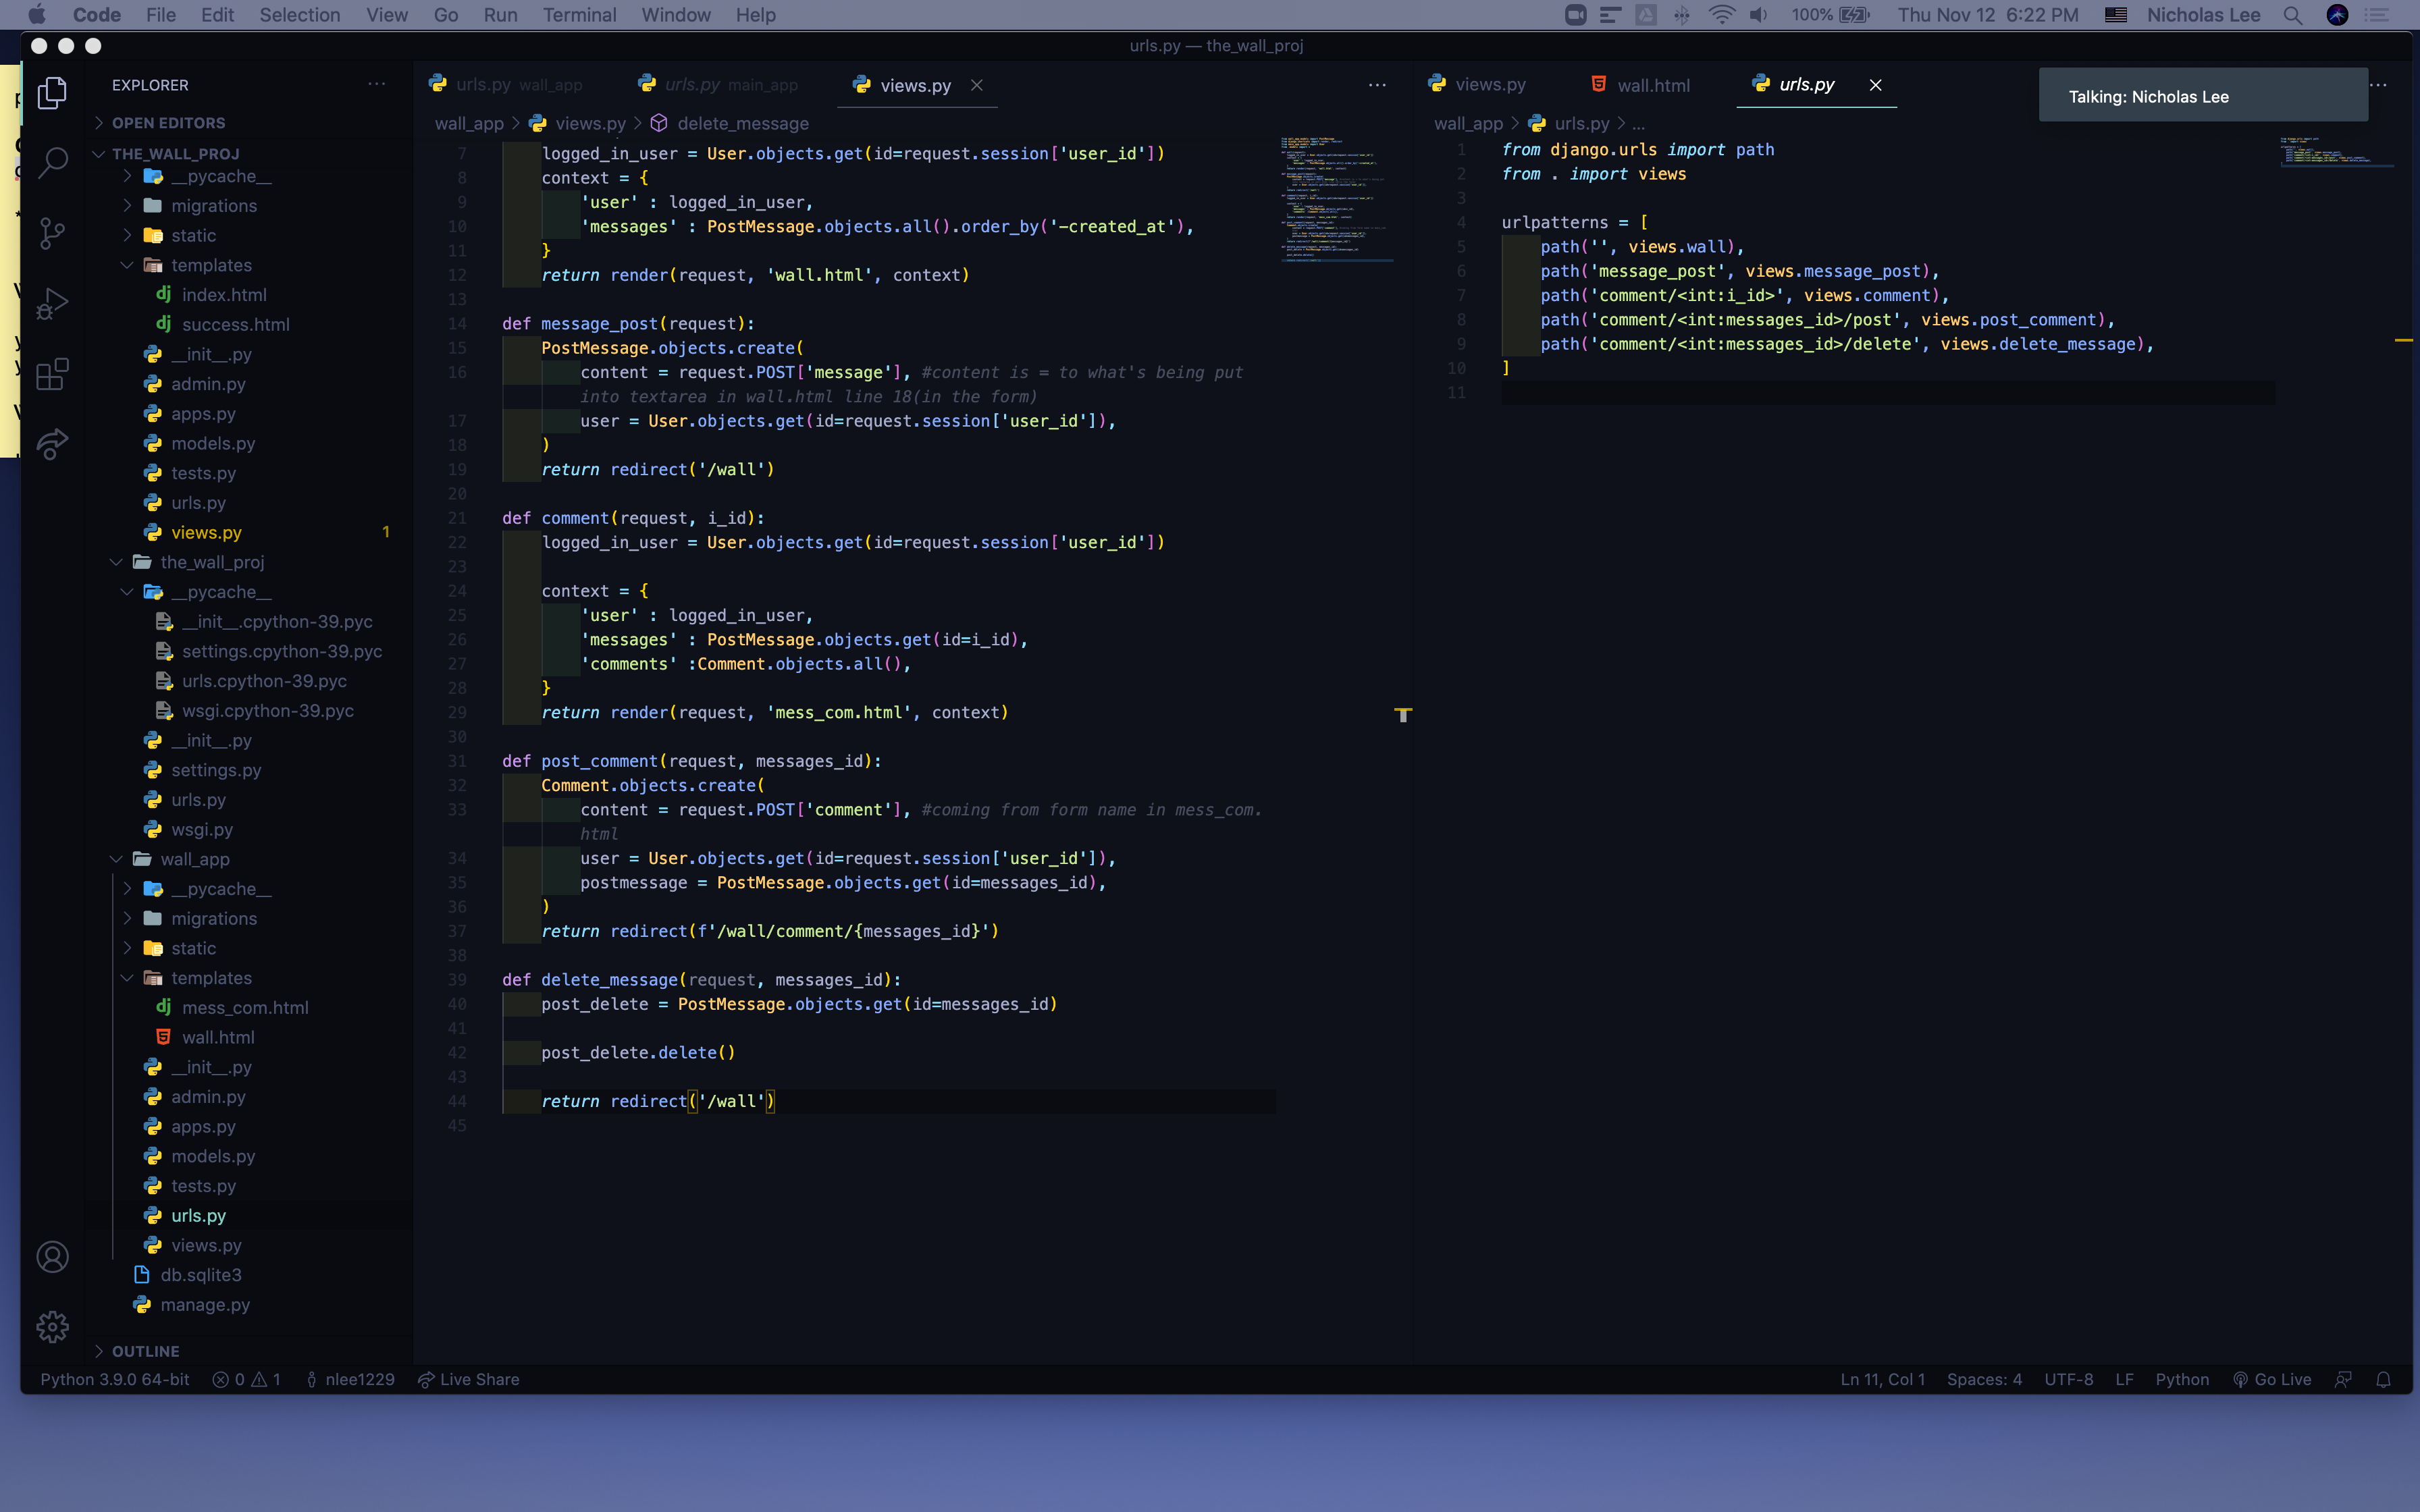 Code File Edit Selection View Go Run Terminal Window Help 100% Thu Nov 12 6:22 PM Nicholas Lee
urls.py — the_wall_proj
EXPLORER
OPEN EDITORS
THE_WALL_PROJ
__pycache__
migrations
static
templates
index.html
success.html
__init__.py
admin.py
apps.py
models.py
tests.py
urls.py
views.py 1
the_wall_proj
__pycache__
__init__.cpython-39.pyc
settings.cpython-39.pyc
urls.cpython-39.pyc
wsgi.cpython-39.pyc
__init__.py
settings.py
urls.py
wsgi.py
wall_app
__pycache__
migrations
static
templates
mess_com.html
wall.html
__init__.py
admin.py
apps.py
models.py
tests.py
urls.py
views.py
db.sqlite3
manage.py
OUTLINE
urls.py wall_app urls.py main_app views.py
wall_app > views.py > delete_message
7 logged_in_user = User.objects.get(id=request.session['user_id'])
8 context = {
9 'user' : logged_in_user,
10 'messages' : PostMessage.objects.all().order_by('-created_at'),
11 }
12 return render(request, 'wall.html', context)
13
14 def message_post(request):
15 PostMessage.objects.create(
16 content = request.POST['message'], #content is = to what's being put
into textarea in wall.html line 18(in the form)
17 user = User.objects.get(id=request.session['user_id']),
18 )
19 return redirect('/wall')
20
21 def comment(request, i_id):
22 logged_in_user = User.objects.get(id=request.session['user_id'])
23
24 context = {
25 'user' : logged_in_user,
26 'messages' : PostMessage.objects.get(id=i_id),
27 'comments' :Comment.objects.all(),
28 }
29 return render(request, 'mess_com.html', context)
30
31 def post_comment(request, messages_id):
32 Comment.objects.create(
33 content = request.POST['comment'], #coming from form name in mess_com.
html
34 user = User.objects.get(id=request.session['user_id']),
35 postmessage = PostMessage.objects.get(id=messages_id),
36 )
37 return redirect(f'/wall/comment/{messages_id}')
38
39 def delete_message(request, messages_id):
40 post_delete = PostMessage.objects.get(id=messages_id)
41
42 post_delete.delete()
43
44 return redirect('/wall')
45
views.py wall.html urls.py
Talking: Nicholas Lee
wall_app > urls.py > ...
1 from django.urls import path
2 from . import views
3
4 urlpatterns = [
5 path('', views.wall),
6 path('message_post', views.message_post),
7 path('comment/<int:i_id>', views.comment),
8 path('comment/<int:messages_id>/post', views.post_comment),
9 path('comment/<int:messages_id>/delete', views.delete_message),
10 ]
11
Python 3.9.0 64-bit 0 1 nlee1229 Live Share Ln 11, Col 1 Spaces: 4 UTF-8 LF Python Go Live